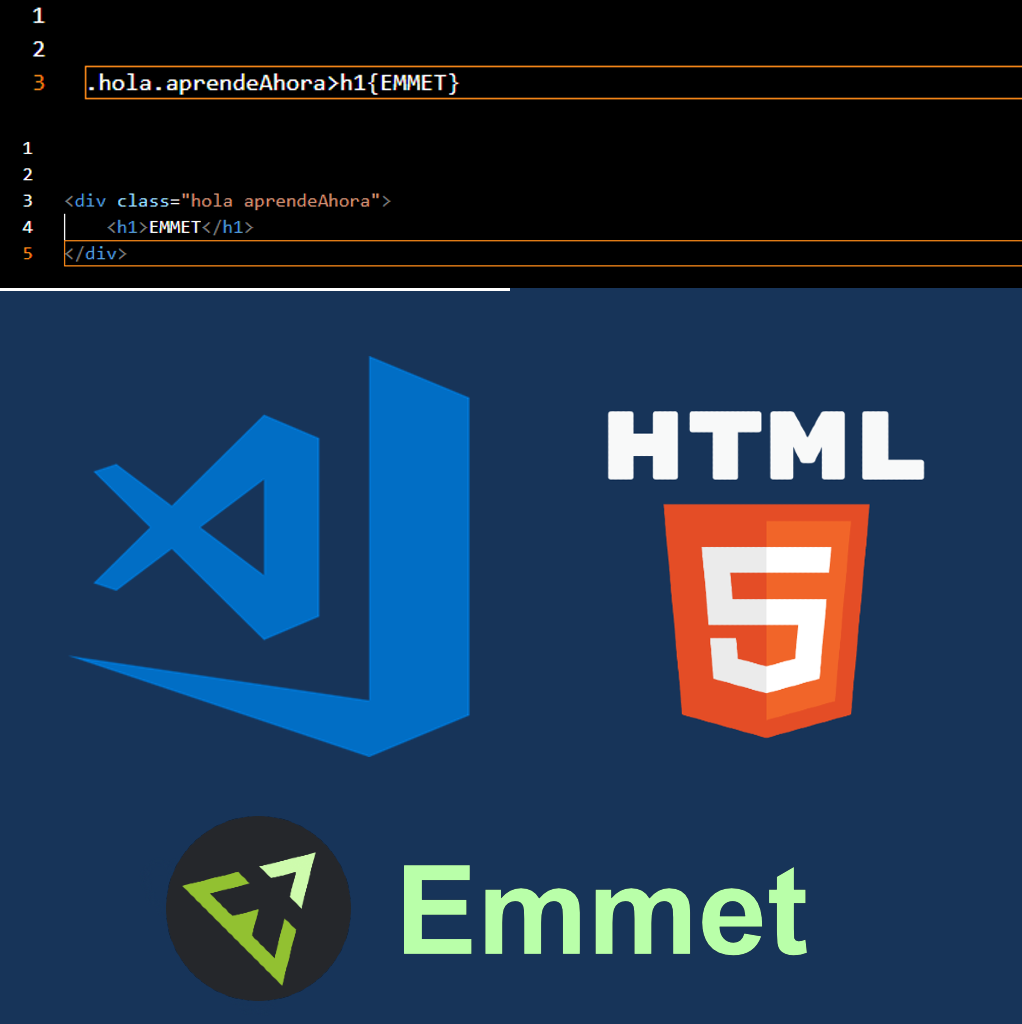 1
2
3 .hola.aprendeAhora>h1{EMMET}
1
2
3 <div class="hola aprendeAhora">
4     <h1>EMMET</h1>
5 </div>
HTML
5
Emmet